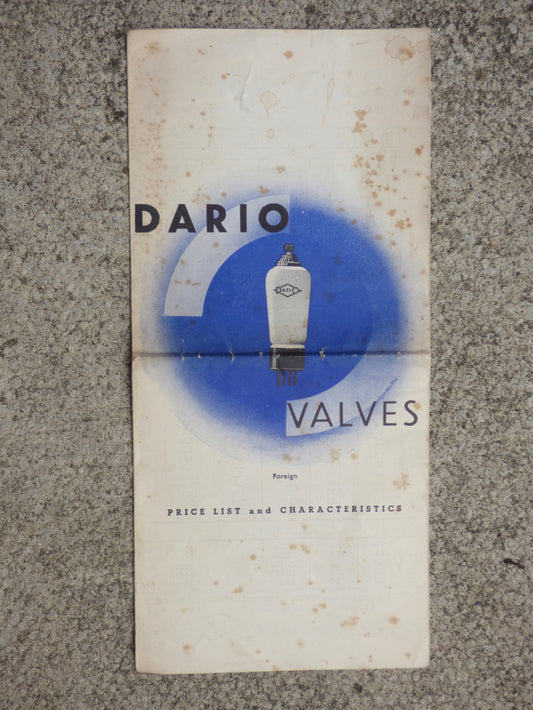 DARIO
DARIO
VALVES
Foreign
PRICE LIST and CHARACTERISTICS